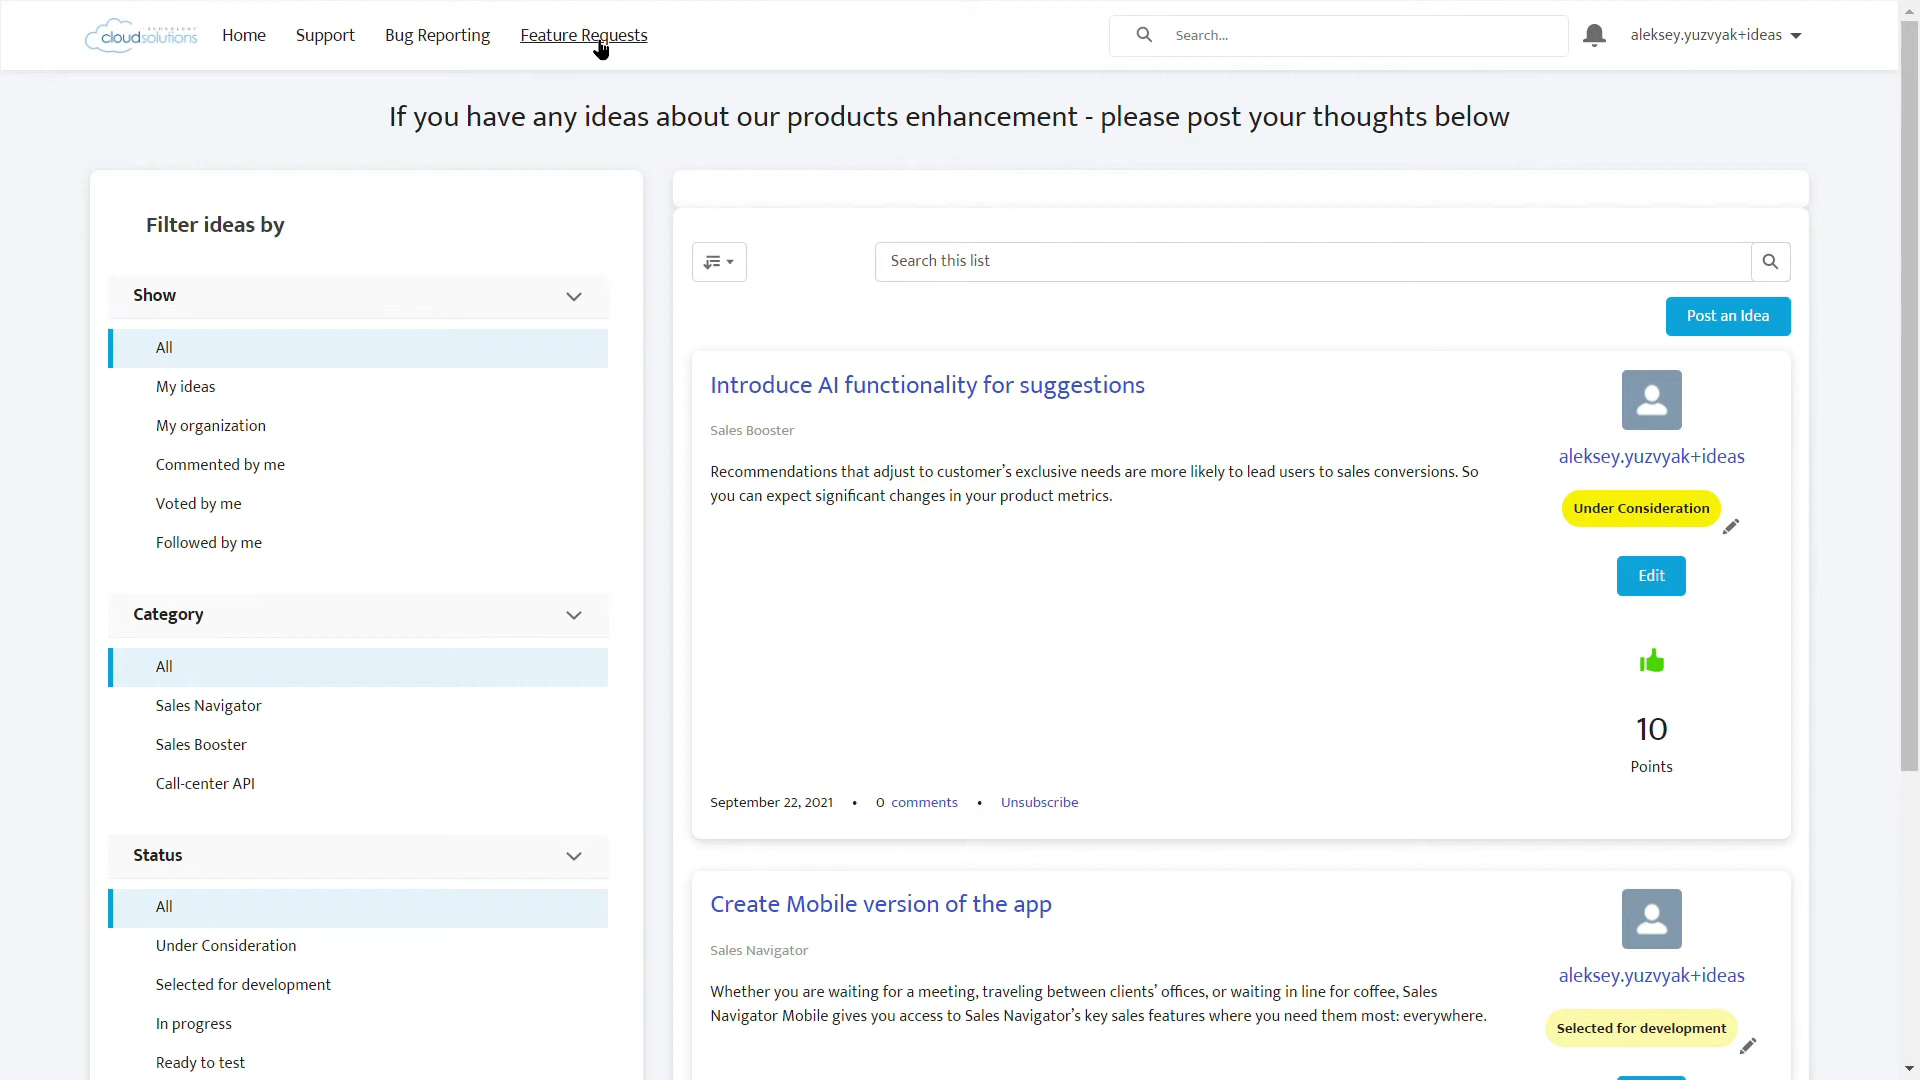 cloudsolutions
Home
Support
Bug Reporting
Feature Requests
Search...
aleksey.yuzvyak+ideas
If you have any ideas about our products enhancement - please post your thoughts below
Filter ideas by
Show
All
My ideas
My organization
Commented by me
Voted by me
Followed by me
Category
All
Sales Navigator
Sales Booster
Call-center API
Status
All
Under Consideration
Selected for development
In progress
Ready to test
Search this list
Post an Idea
Introduce AI functionality for suggestions
Sales Booster
Recommendations that adjust to customer’s exclusive needs are more likely to lead users to sales conversions. So
you can expect significant changes in your product metrics.
aleksey.yuzvyak+ideas
Under Consideration
Edit
10
Points
September 22, 2021 • 0 comments • Unsubscribe
Create Mobile version of the app
Sales Navigator
Whether you are waiting for a meeting, traveling between clients’ offices, or waiting in line for coffee, Sales
Navigator Mobile gives you access to Sales Navigator’s key sales features where you need them most: everywhere.
aleksey.yuzvyak+ideas
Selected for development